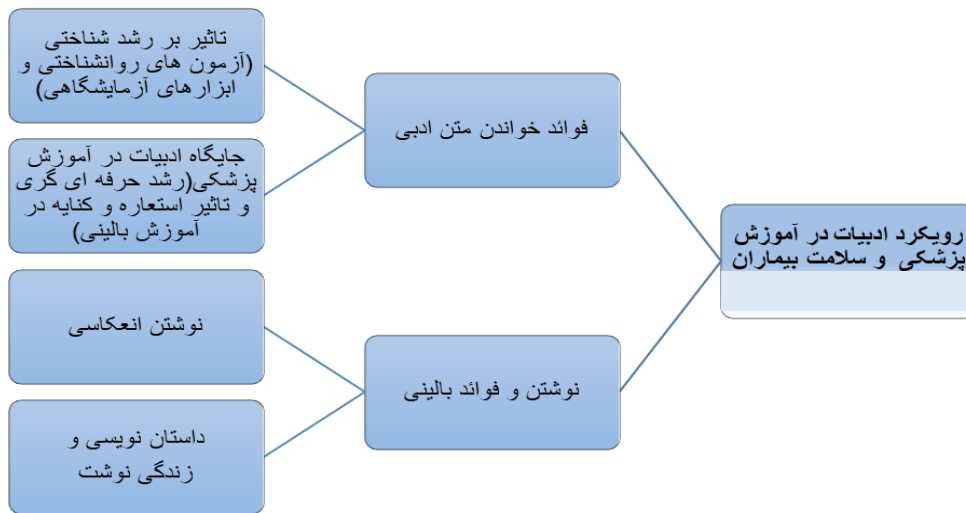 رویکرد ادبیات در آموزش
پزشکی و سلامت بیماران
فوائد خواندن متن ادبی
تاثیر بر رشد شناختی
(آزمون های روانشناختی و
ابزارهای آزمایشگاهی)
جایگاه ادبیات در آموزش
پزشکی(رشد حرفه ای گری
و تاثیر استعاره و کنایه در
آموزش بالینی)
نوشتن و فوائد بالینی
نوشتن انعکاسی
داستان نویسی و
زندگی نوشت